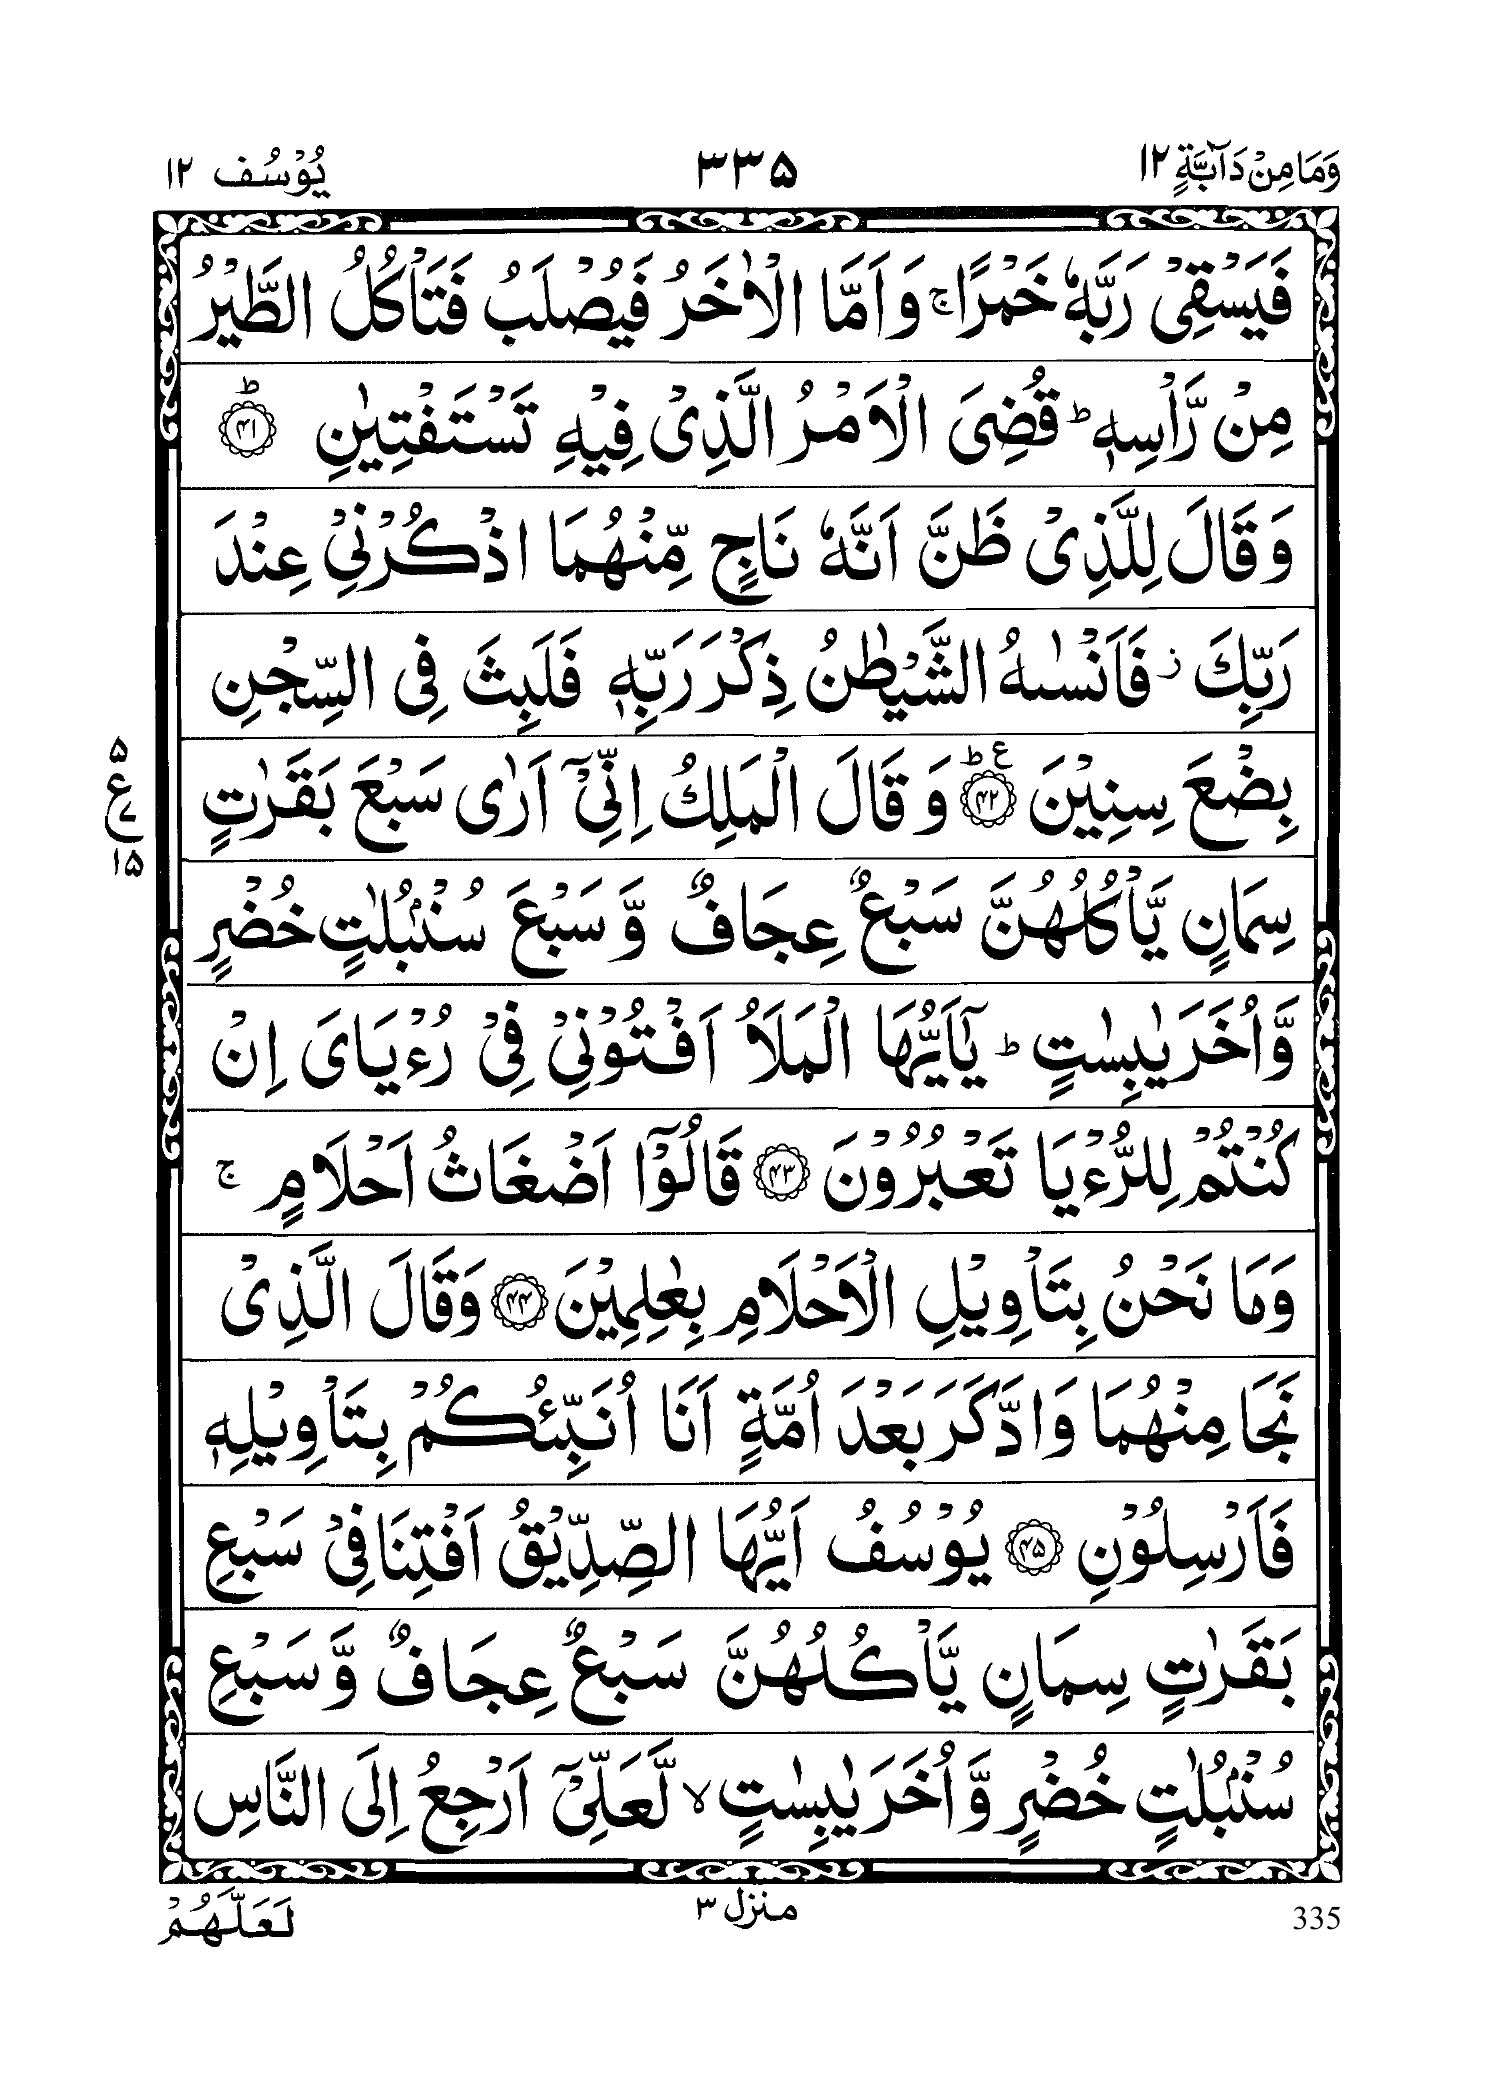 وَمَا مِنْ دَآبَّةٍ ١٢ ٣٣٥ يُوْسُف ١٢
فَيَسْقِيْ رَبَّهٗ خَمْرًا ج وَ اَمَّا الْاٰخَرُ فَيُصْلَبُ فَتَاْكُلُ الطَّيْرُ
مِنْ رَّاْسِهٖ ط قُضِيَ الْاَمْرُ الَّذِيْ فِيْهِ تَسْتَفْتِيٰنِ ط ﴿٤١﴾
وَ قَالَ لِلَّذِيْ ظَنَّ اَنَّهٗ نَاجٍ مِّنْهُمَا اذْكُرْنِيْ عِنْدَ
رَبِّكَ ز فَاَنْسٰىهُ الشَّيْطٰنُ ذِكْرَ رَبِّهٖ فَلَبِثَ فِي السِّجْنِ
بِضْعَ سِنِيْنَ ط ع ﴿٤٢﴾ وَ قَالَ الْمَلِكُ اِنِّيْٓ اَرٰى سَبْعَ بَقَرٰتٍ
٥ ع ٧ ١٥
سِمَانٍ يَّاْكُلُهُنَّ سَبْعٌ عِجَافٌ وَّ سَبْعَ سُنْۢبُلٰتٍ خُضْرٍ
وَّ اُخَرَ يٰبِسٰتٍ ط يٰٓاَيُّهَا الْمَلَاُ اَفْتُوْنِيْ فِيْ رُءْيَايَ اِنْ
كُنْتُمْ لِلرُّءْيَا تَعْبُرُوْنَ ﴿٤٣﴾ قَالُوْٓا اَضْغَاثُ اَحْلَامٍ ج
وَمَا نَحْنُ بِتَاْوِيْلِ الْاَحْلَامِ بِعٰلِمِيْنَ ﴿٤٤﴾ وَقَالَ الَّذِيْ
نَجَا مِنْهُمَا وَادَّكَرَ بَعْدَ اُمَّةٍ اَنَا اُنَبِّئُكُمْ بِتَاْوِيْلِهٖ
فَاَرْسِلُوْنِ ﴿٤٥﴾ يُوْسُفُ اَيُّهَا الصِّدِّيْقُ اَفْتِنَا فِيْ سَبْعِ
بَقَرٰتٍ سِمَانٍ يَّاْكُلُهُنَّ سَبْعٌ عِجَافٌ وَّ سَبْعِ
سُنْۢبُلٰتٍ خُضْرٍ وَّ اُخَرَ يٰبِسٰتٍ لا لَّعَلِّيْٓ اَرْجِعُ اِلَى النَّاسِ
335 منزل ٣ لَعَلَّهُمْ